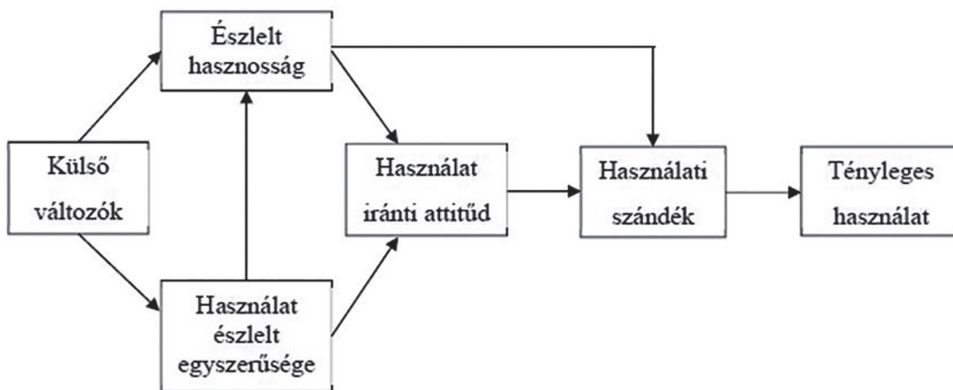 Észlelt
hasznosság
Külső
változók
Használat
észlelt
egyszerűsége
Használat
iránti attitűd
Használati
szándék
Tényleges
használat